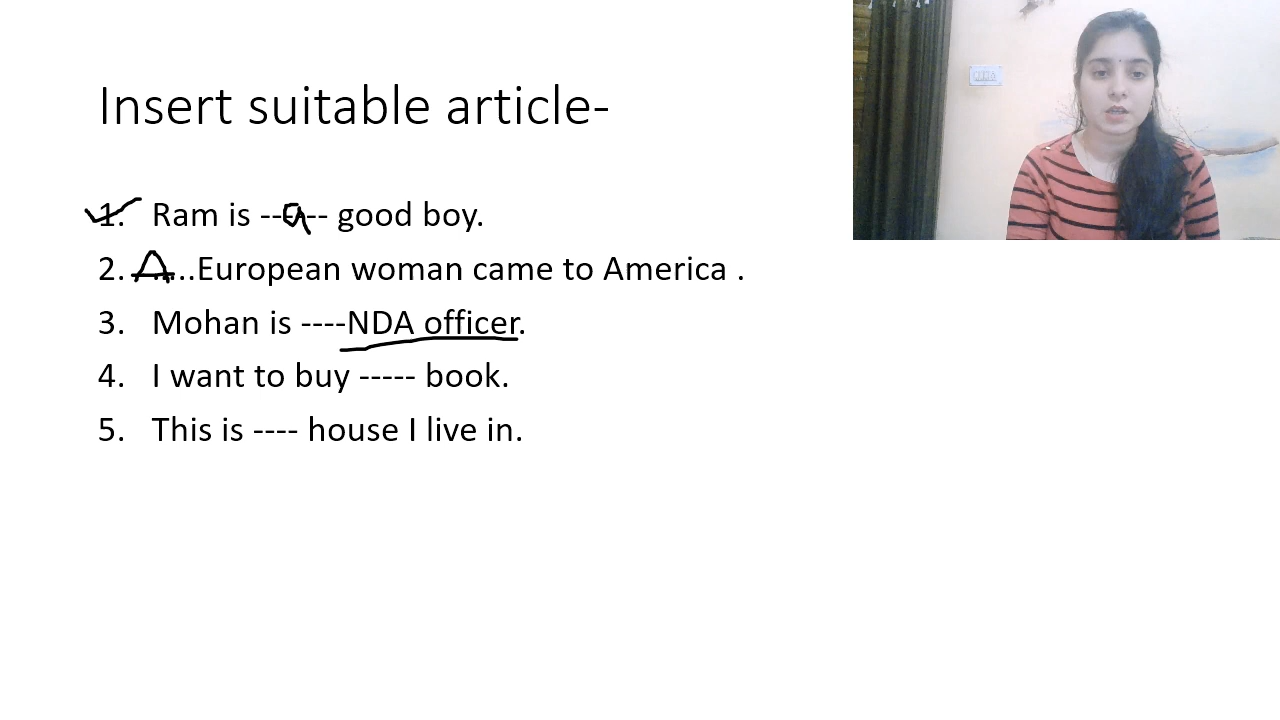 Insert suitable article-
1. Ram is --a-- good boy.
2. A....European woman came to America .
3. Mohan is ----NDA officer.
4. I want to buy ----- book.
5. This is ---- house I live in.